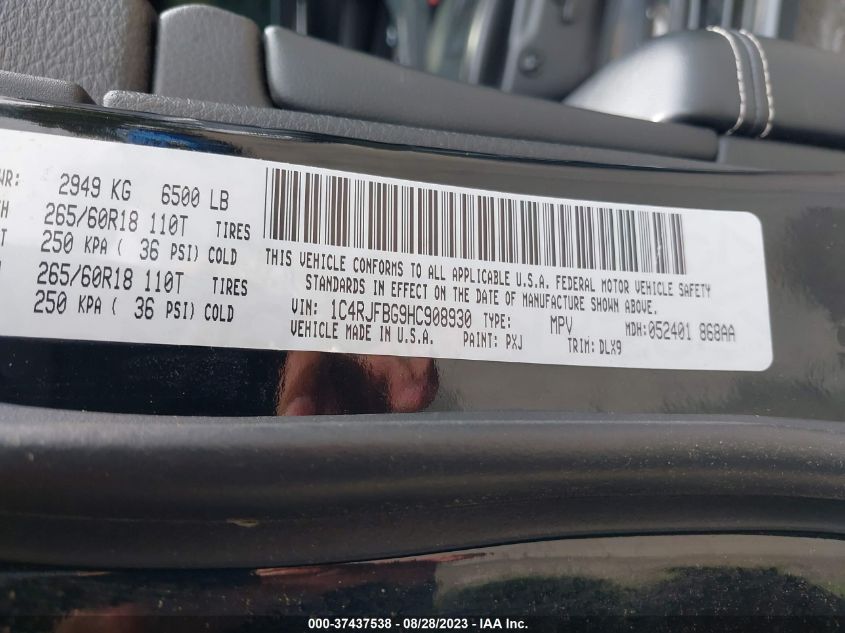 WR: 2949 KG 6500 LB
265/60R18 110T TIRES
250 KPA ( 36 PSI) COLD
265/60R18 110T TIRES
250 KPA ( 36 PSI) COLD
THIS VEHICLE CONFORMS TO ALL APPLICABLE U.S.A. FEDERAL MOTOR VEHICLE SAFETY
STANDARDS IN EFFECT ON THE DATE OF MANUFACTURE SHOWN ABOVE.
VIN: 1C4RJFBG9HC908930 TYPE: MPV MDH: 052401 868AA
VEHICLE MADE IN U.S.A. PAINT: PXJ TRIM: DLX9
000-37437538 - 08/28/2023 - IAA Inc.